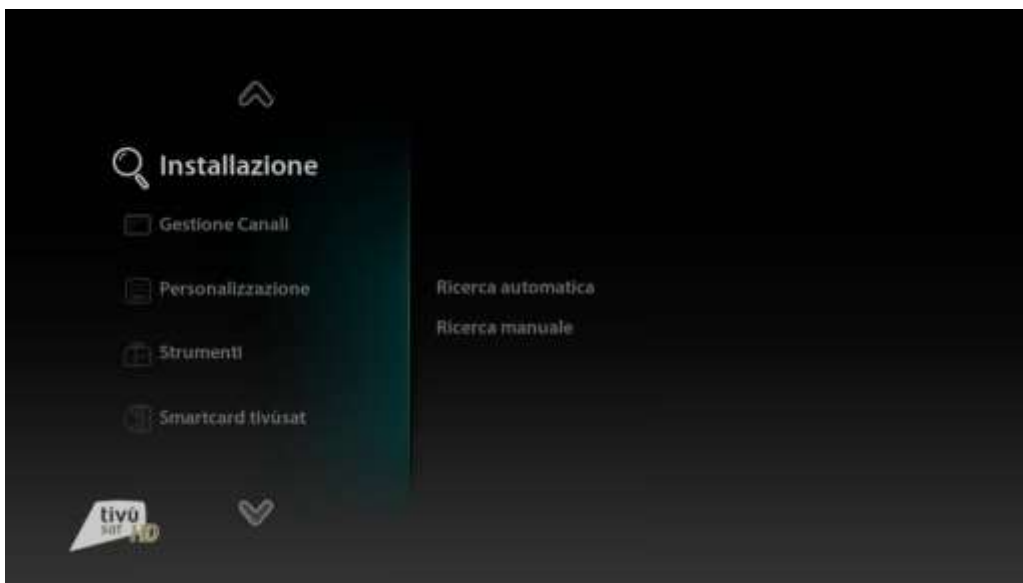 Installazione
Gestione Canali
Personalizzazione
Ricerca automatica
Ricerca manuale
Strumenti
Smartcard tivùsat
tivù
sat HD